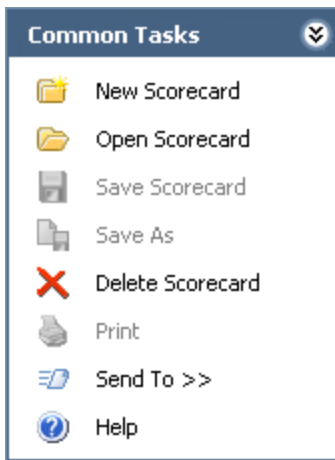 Common Tasks
New Scorecard
Open Scorecard
Save Scorecard
Save As
Delete Scorecard
Print
Send To >>
Help